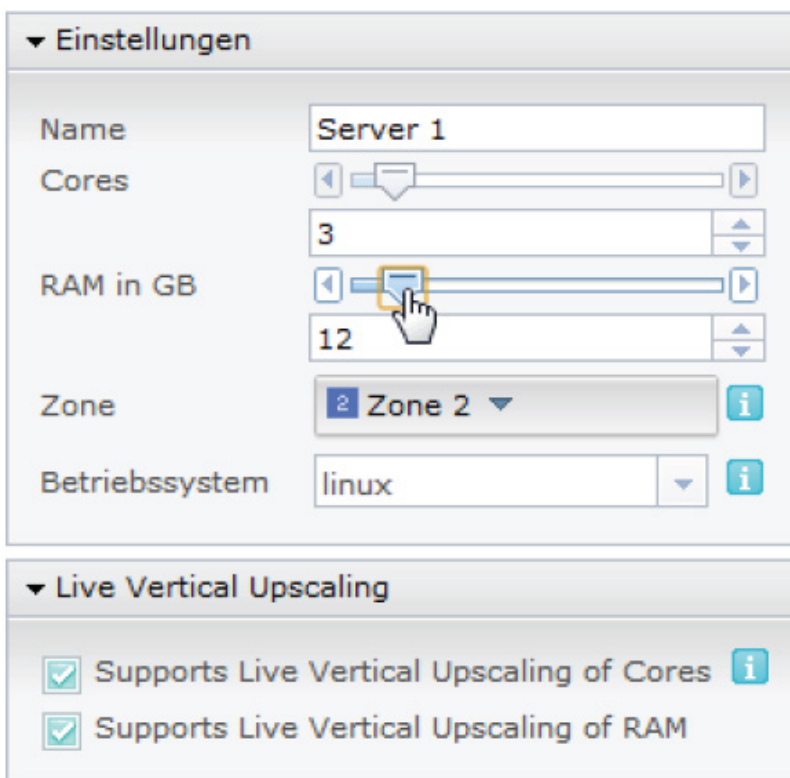 Einstellungen
Name Server 1
Cores
3
RAM in GB
12
Zone 2 Zone 2 i
Betriebssystem linux i
Live Vertical Upscaling
Supports Live Vertical Upscaling of Cores i
Supports Live Vertical Upscaling of RAM